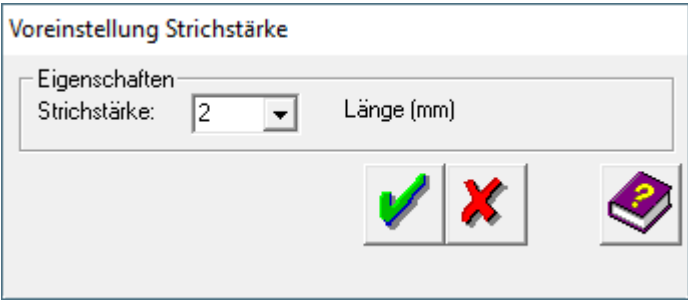 Voreinstellung Strichstärke
Eigenschaften
Strichstärke: 2 Länge (mm)
?